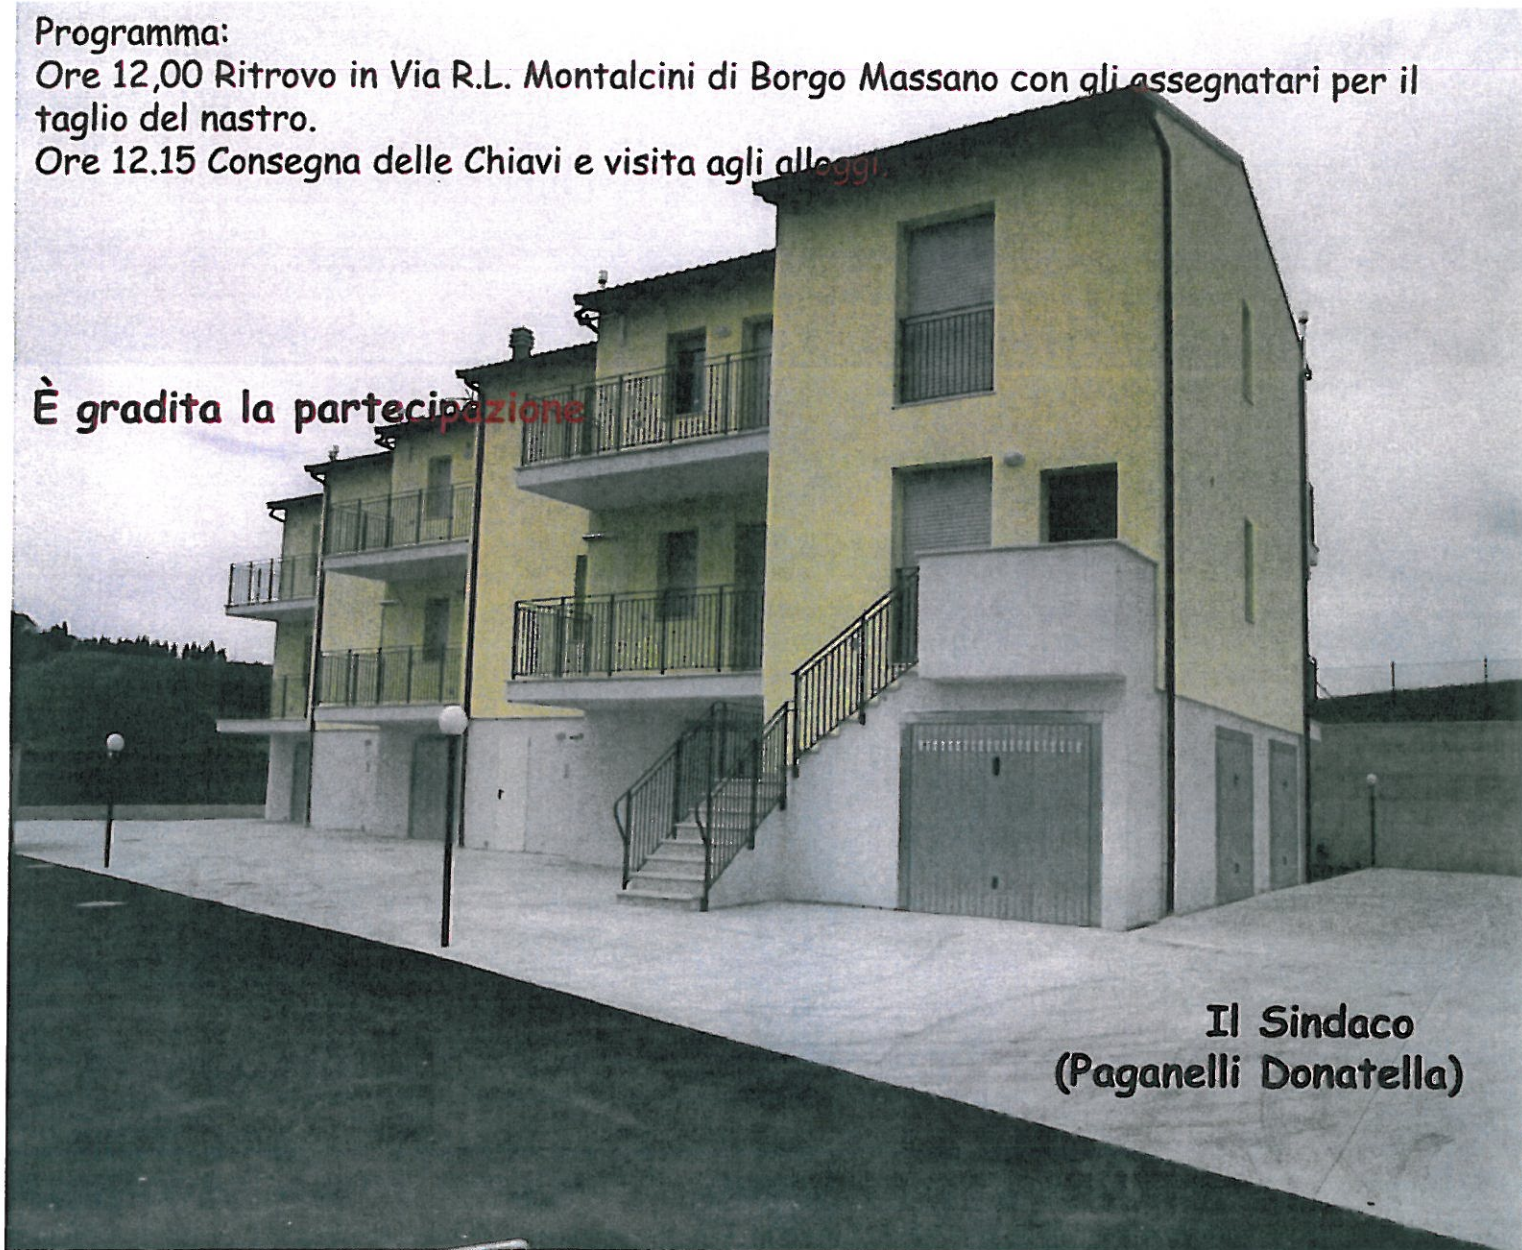 Programma:
Ore 12,00 Ritrovo in Via R.L. Montalcini di Borgo Massano con gli assegnatari per il
taglio del nastro.
Ore 12.15 Consegna delle Chiavi e visita agli alloggi.
È gradita la partecipazione
Il Sindaco
(Paganelli Donatella)